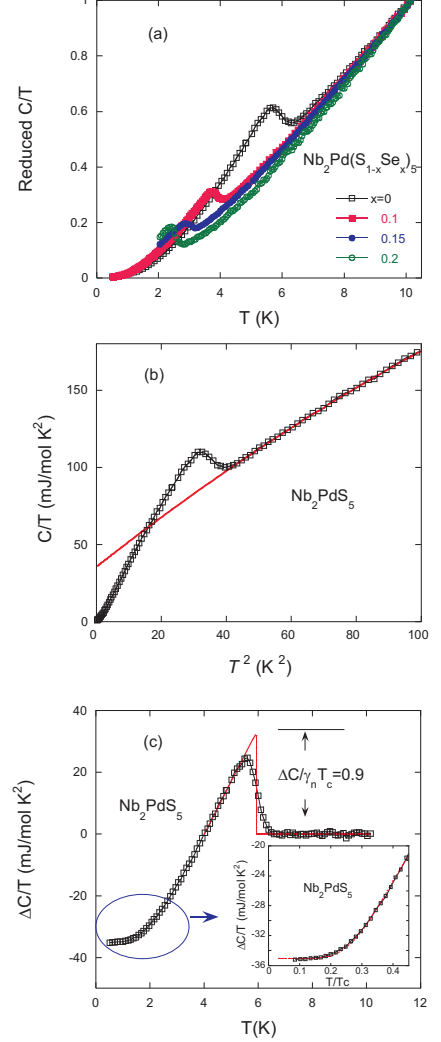 (a)
1
0.8
0.6
0.4
0.2
0
Reduced C/T
Nb2Pd(S1-xSex)5
x=0
0.1
0.15
0.2
0 2 4 6 8 10
T (K)
(b)
150
100
50
0
C/T (mJ/mol K²)
Nb2PdS5
0 20 40 60 80 100
T² (K²)
(c)
40
20
0
-20
-40
ΔC/T (mJ/mol K²)
Nb2PdS5
ΔC/γnTc=0.9
-20
-24
-28
-32
-36
ΔC/T (mJ/mol K²)
Nb2PdS5
0.1 0.2 0.3 0.4
T/Tc
0 2 4 6 8 10 12
T(K)